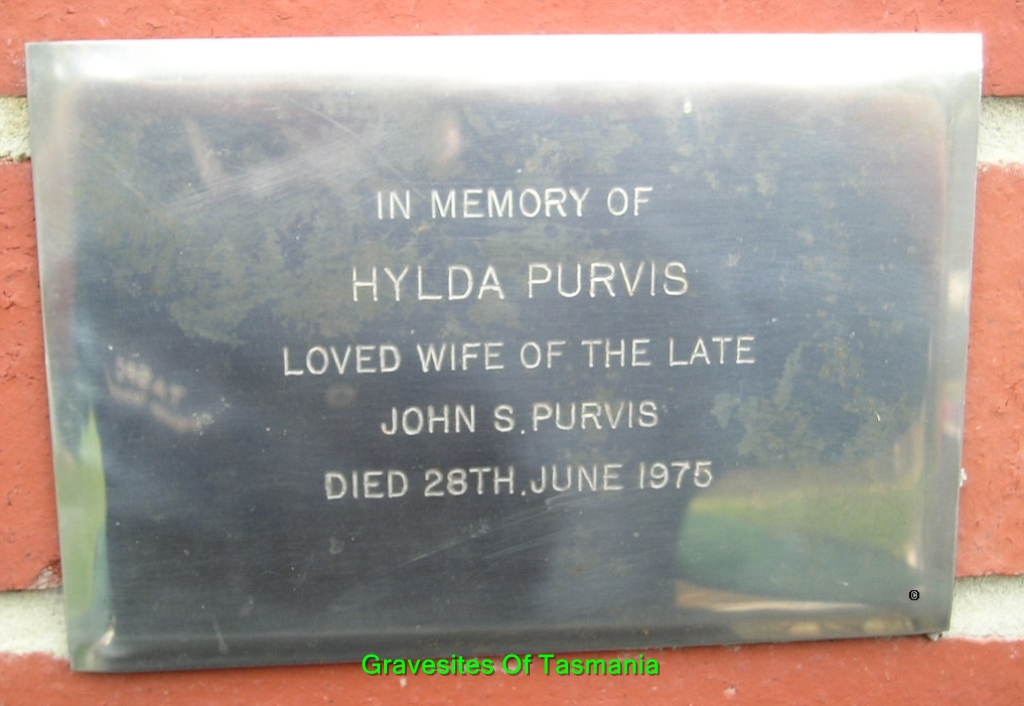 IN MEMORY OF
HYLDA PURVIS
LOVED WIFE OF THE LATE
JOHN S. PURVIS
DIED 28TH. JUNE 1975
©
Gravesites Of Tasmania